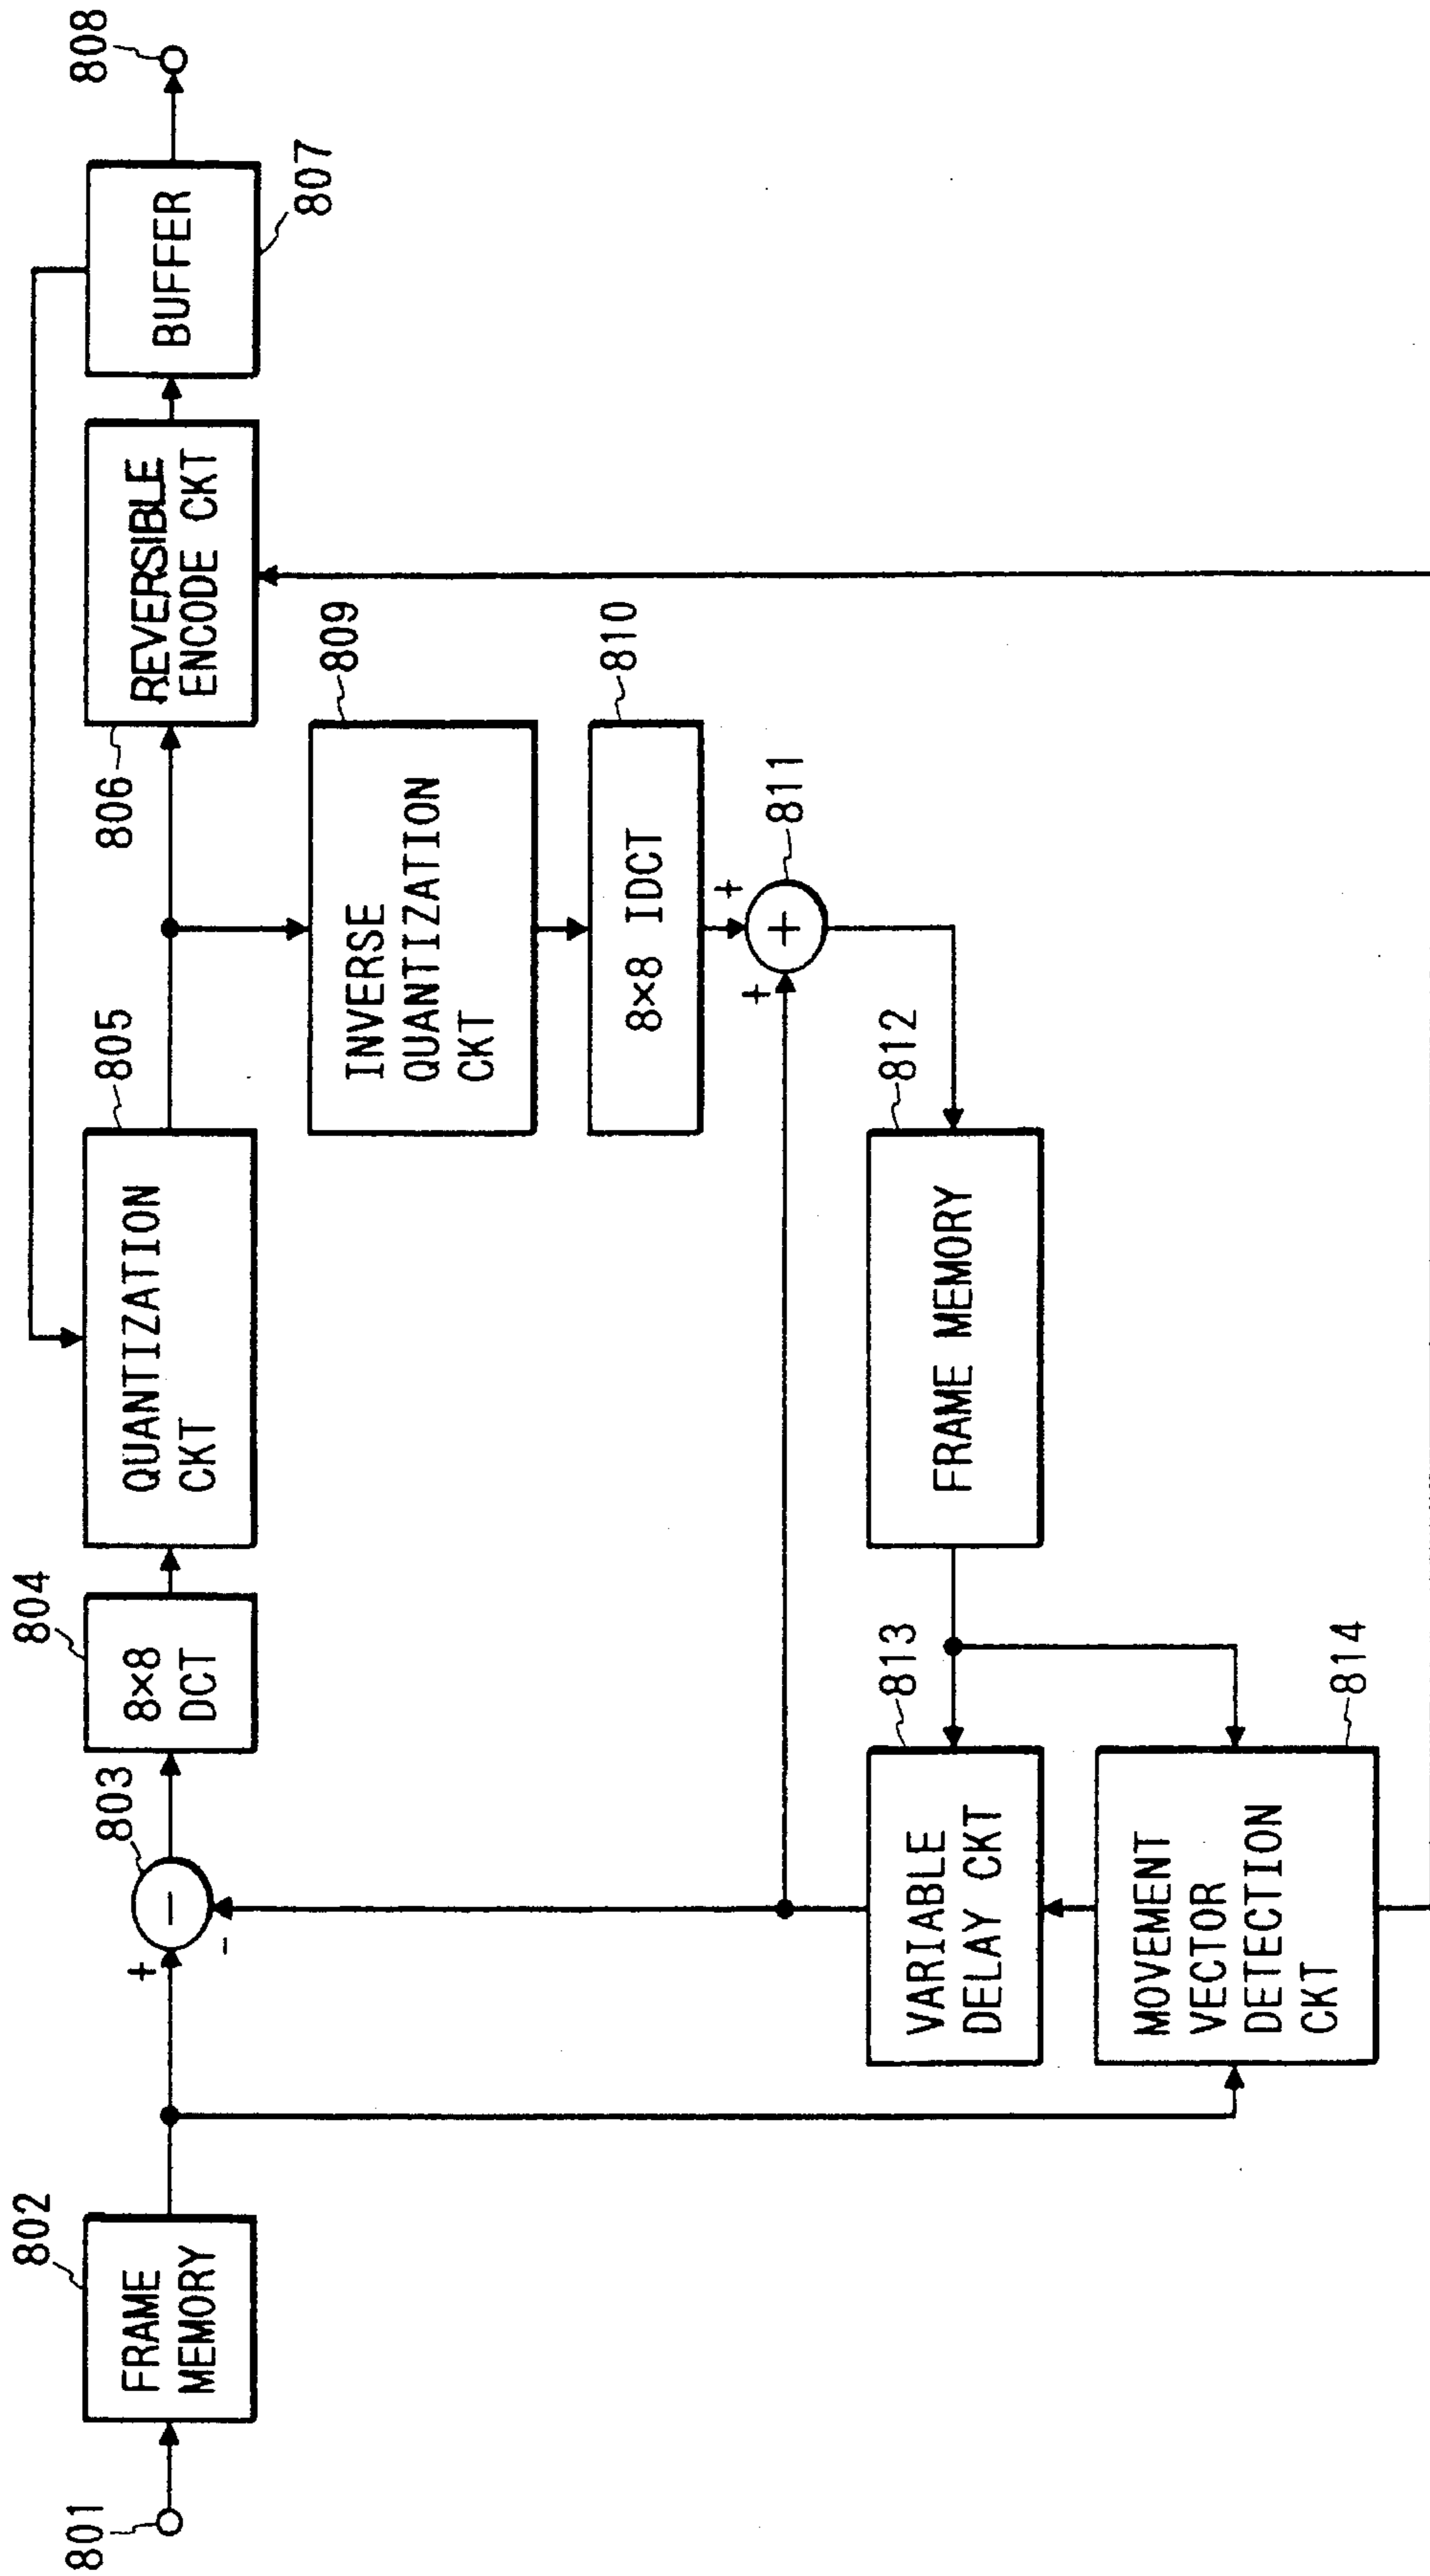 801
FRAME
MEMORY
802
+
-
-
803
8×8
DCT
804
QUANTIZATION
CKT
805
REVERSIBLE
ENCODE CKT
806
BUFFER
807
808
INVERSE
QUANTIZATION
CKT
809
8×8 IDCT
810
+
+
+
811
FRAME MEMORY
812
VARIABLE
DELAY CKT
813
MOVEMENT
VECTOR
DETECTION
CKT
814